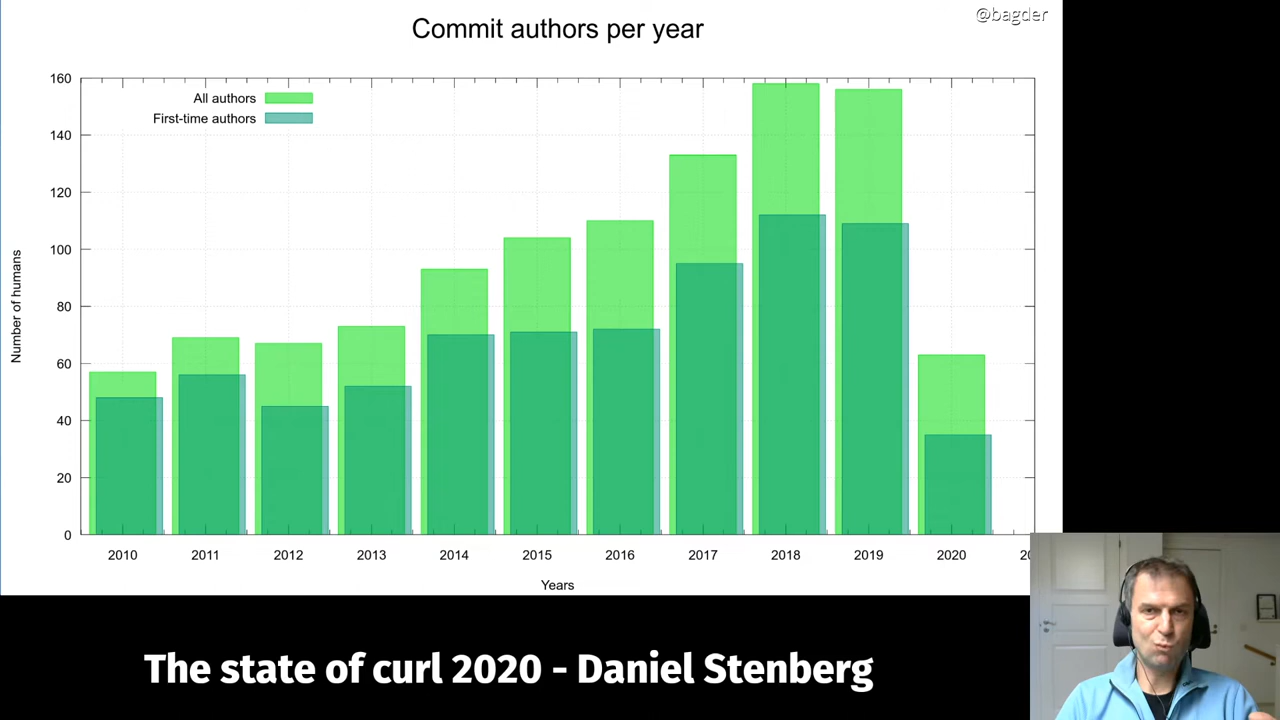 @bagder
Commit authors per year
160
140
120
100
80
60
40
20
0
All authors
First-time authors
Number of humans
2010 2011 2012 2013 2014 2015 2016 2017 2018 2019 2020
Years
The state of curl 2020 - Daniel Stenberg